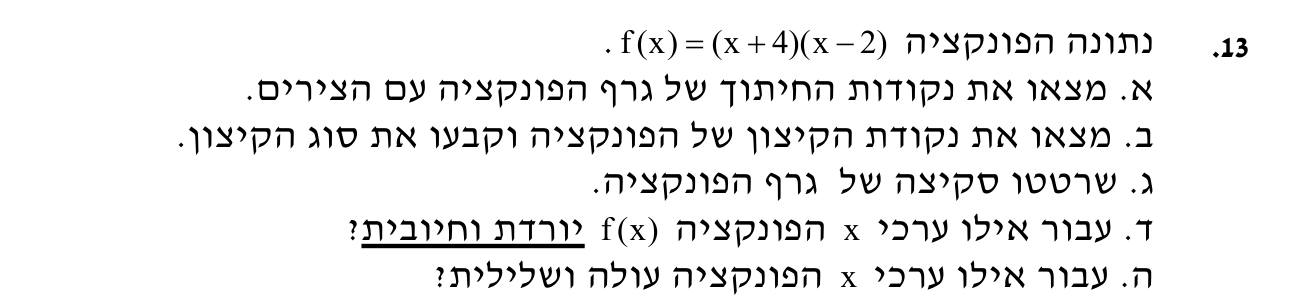 13. נתונה הפונקציה f(x) = (x + 4)(x − 2) .
א. מצאו את נקודות החיתוך של גרף הפונקציה עם הצירים.
ב. מצאו את נקודת הקיצון של הפונקציה וקבעו את סוג הקיצון.
ג. שרטטו סקיצה של גרף הפונקציה.
ד. עבור אילו ערכי x הפונקציה f(x) יורדת וחיובית?
ה. עבור אילו ערכי x הפונקציה עולה ושלילית?